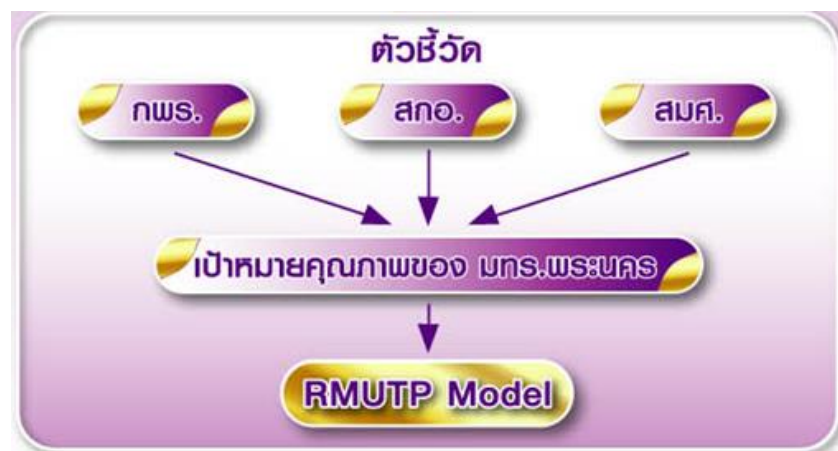 ตัวชี้วัด
กพร. สกอ. สมศ.
เป้าหมายคุณภาพของ มทร.พระนคร
RMUTP Model